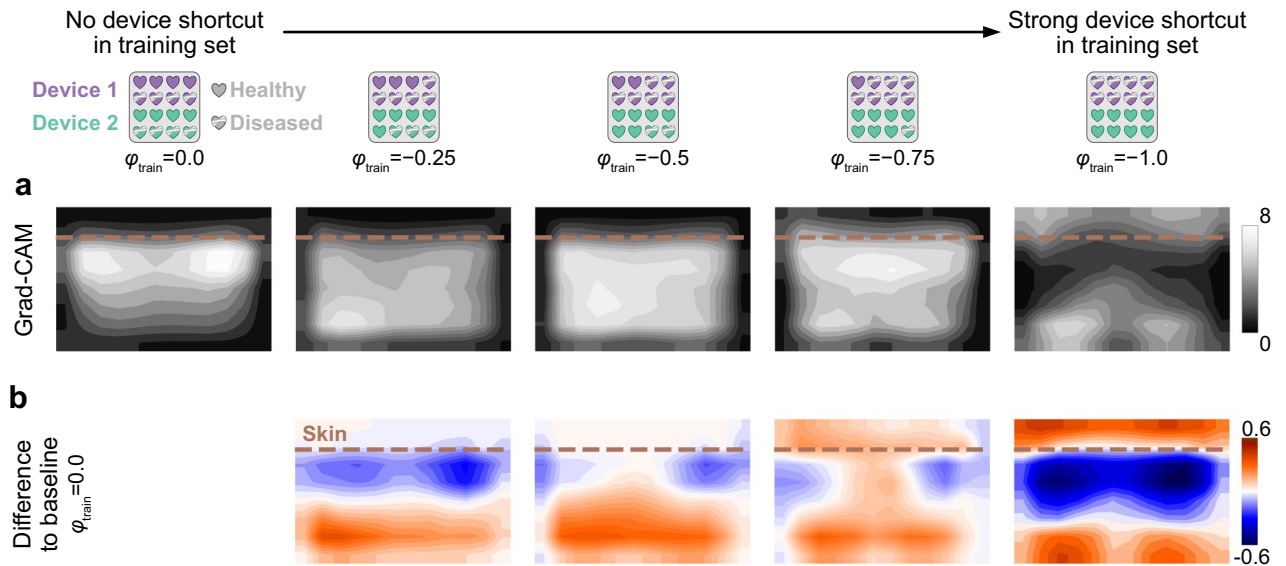 No device shortcut
in training set
Strong device shortcut
in training set
Device 1
Healthy
Device 2
Diseased
φtrain=0.0
φtrain=−0.25
φtrain=−0.5
φtrain=−0.75
φtrain=−1.0
a
Grad-CAM
8
0
b
Difference
to baseline
φtrain=0.0
Skin
0.6
-0.6